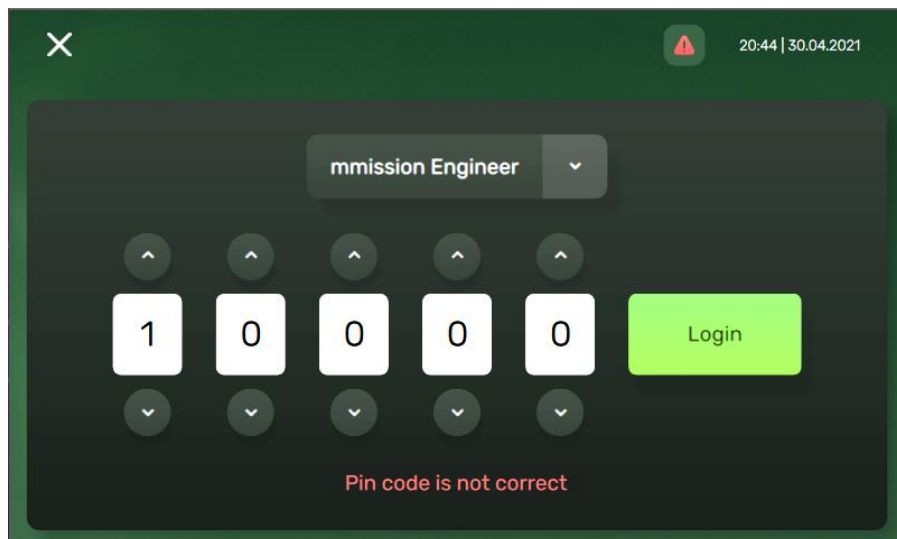 20:44 | 30.04.2021
mmission Engineer
1 0 0 0 0
Login
Pin code is not correct